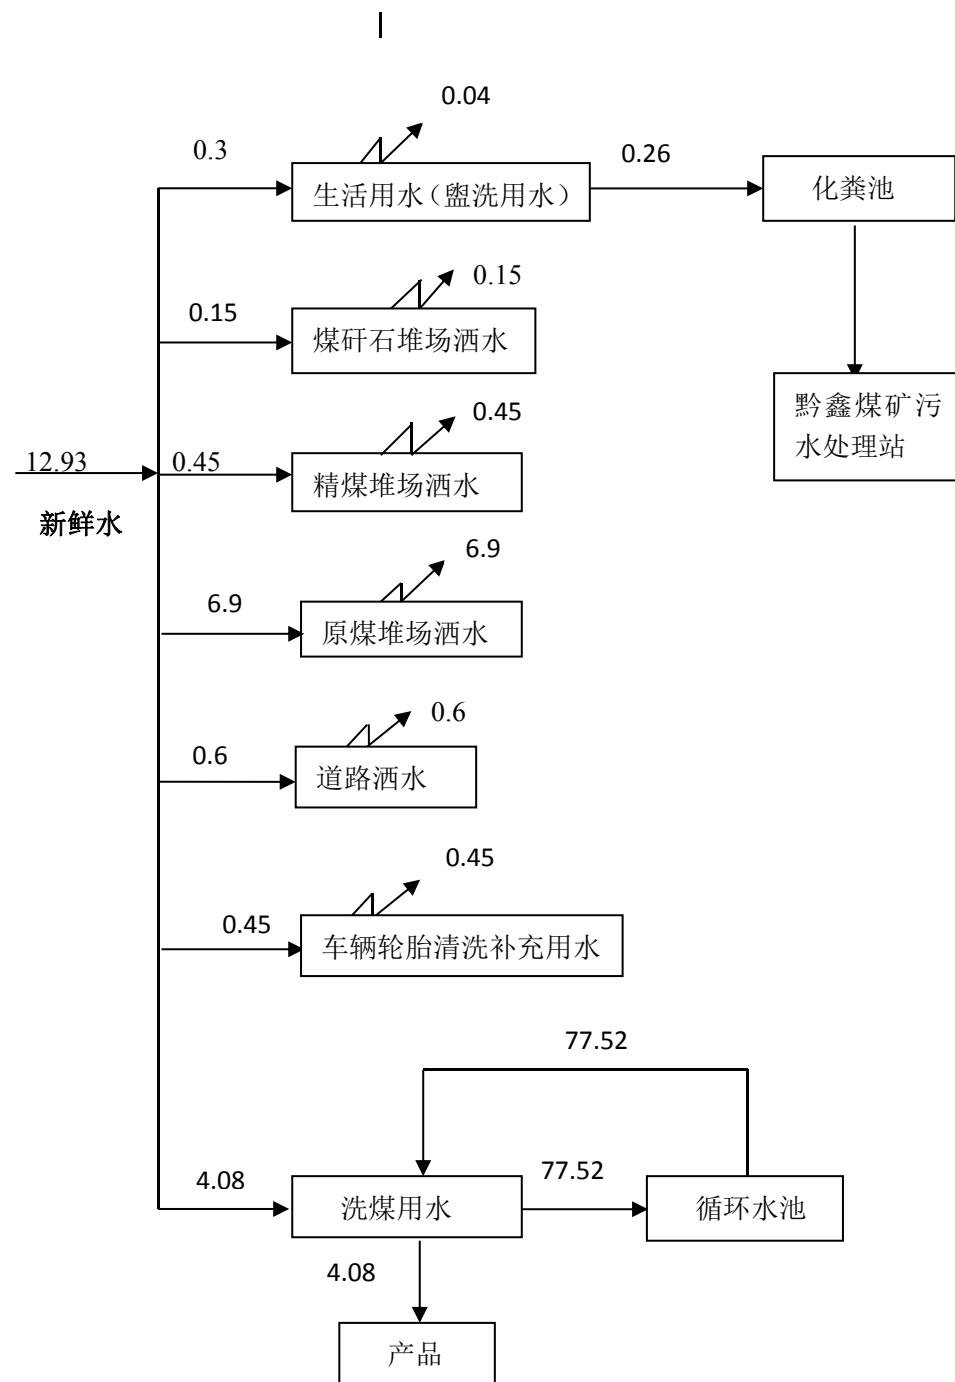 0.04
0.3
生活用水（盥洗用水）
0.26
化粪池
0.15
0.15
煤矸石堆场洒水
黔鑫煤矿污
水处理站
0.45
12.93
0.45
精煤堆场洒水
新鲜水
6.9
6.9
原煤堆场洒水
0.6
0.6
道路洒水
0.45
0.45
车辆轮胎清洗补充用水
77.52
4.08
洗煤用水
77.52
循环水池
4.08
产品